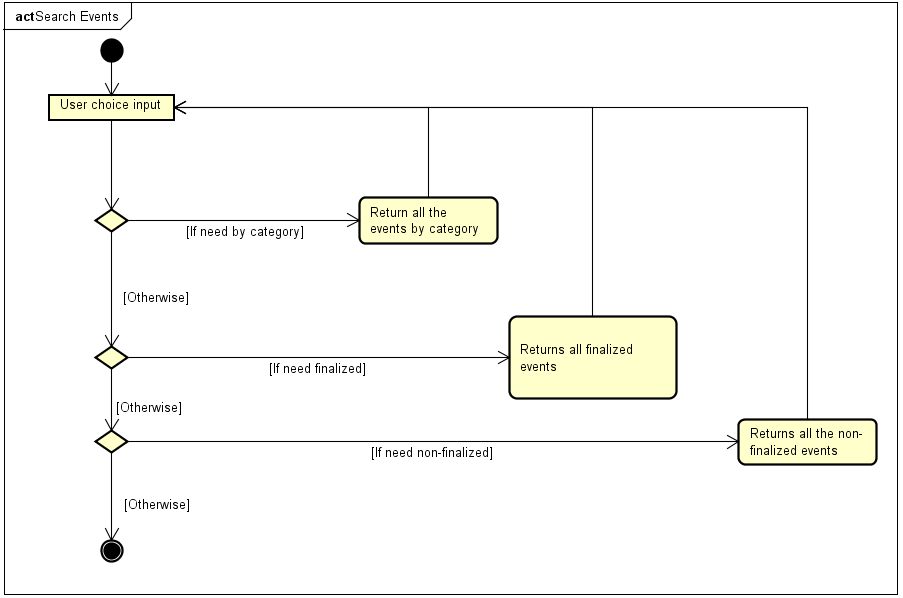 actSearch Events
User choice input
Return all the
events by category
[If need by category]
[Otherwise]
Returns all finalized
events
[If need finalized]
[Otherwise]
Returns all the non-
finalized events
[If need non-finalized]
[Otherwise]